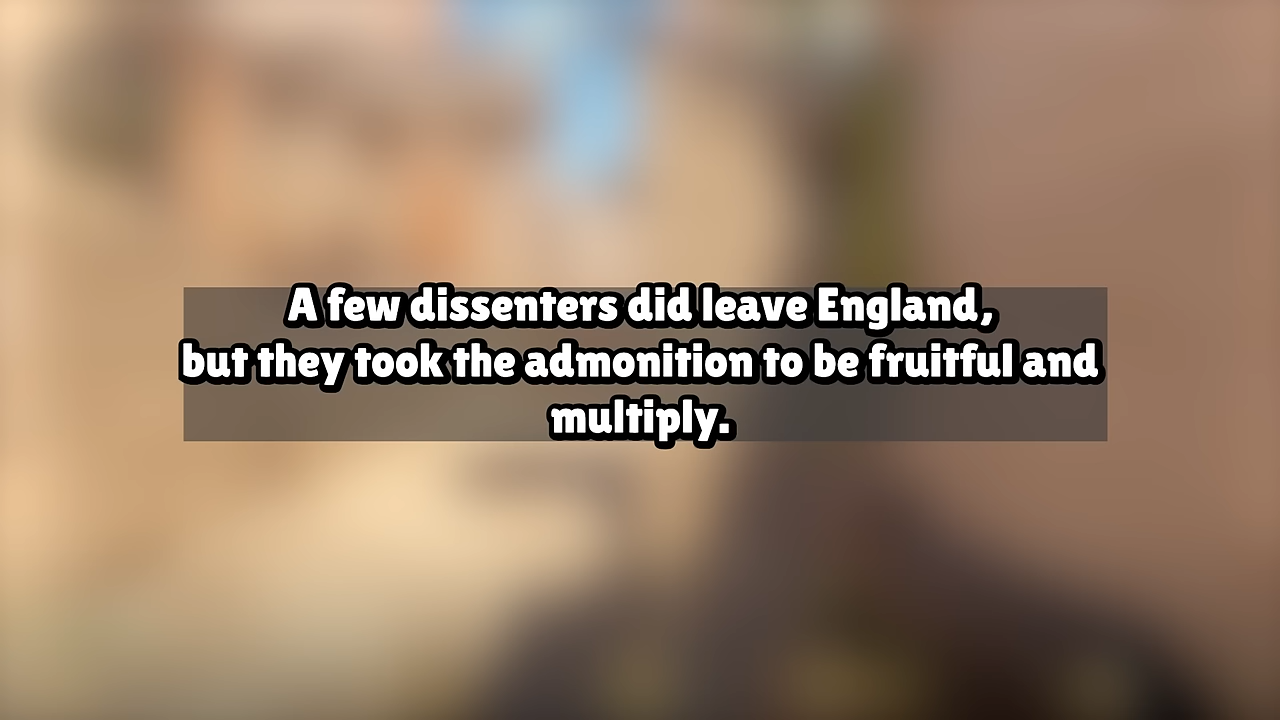 A few dissenters did leave England,
but they took the admonition to be fruitful and
multiply.